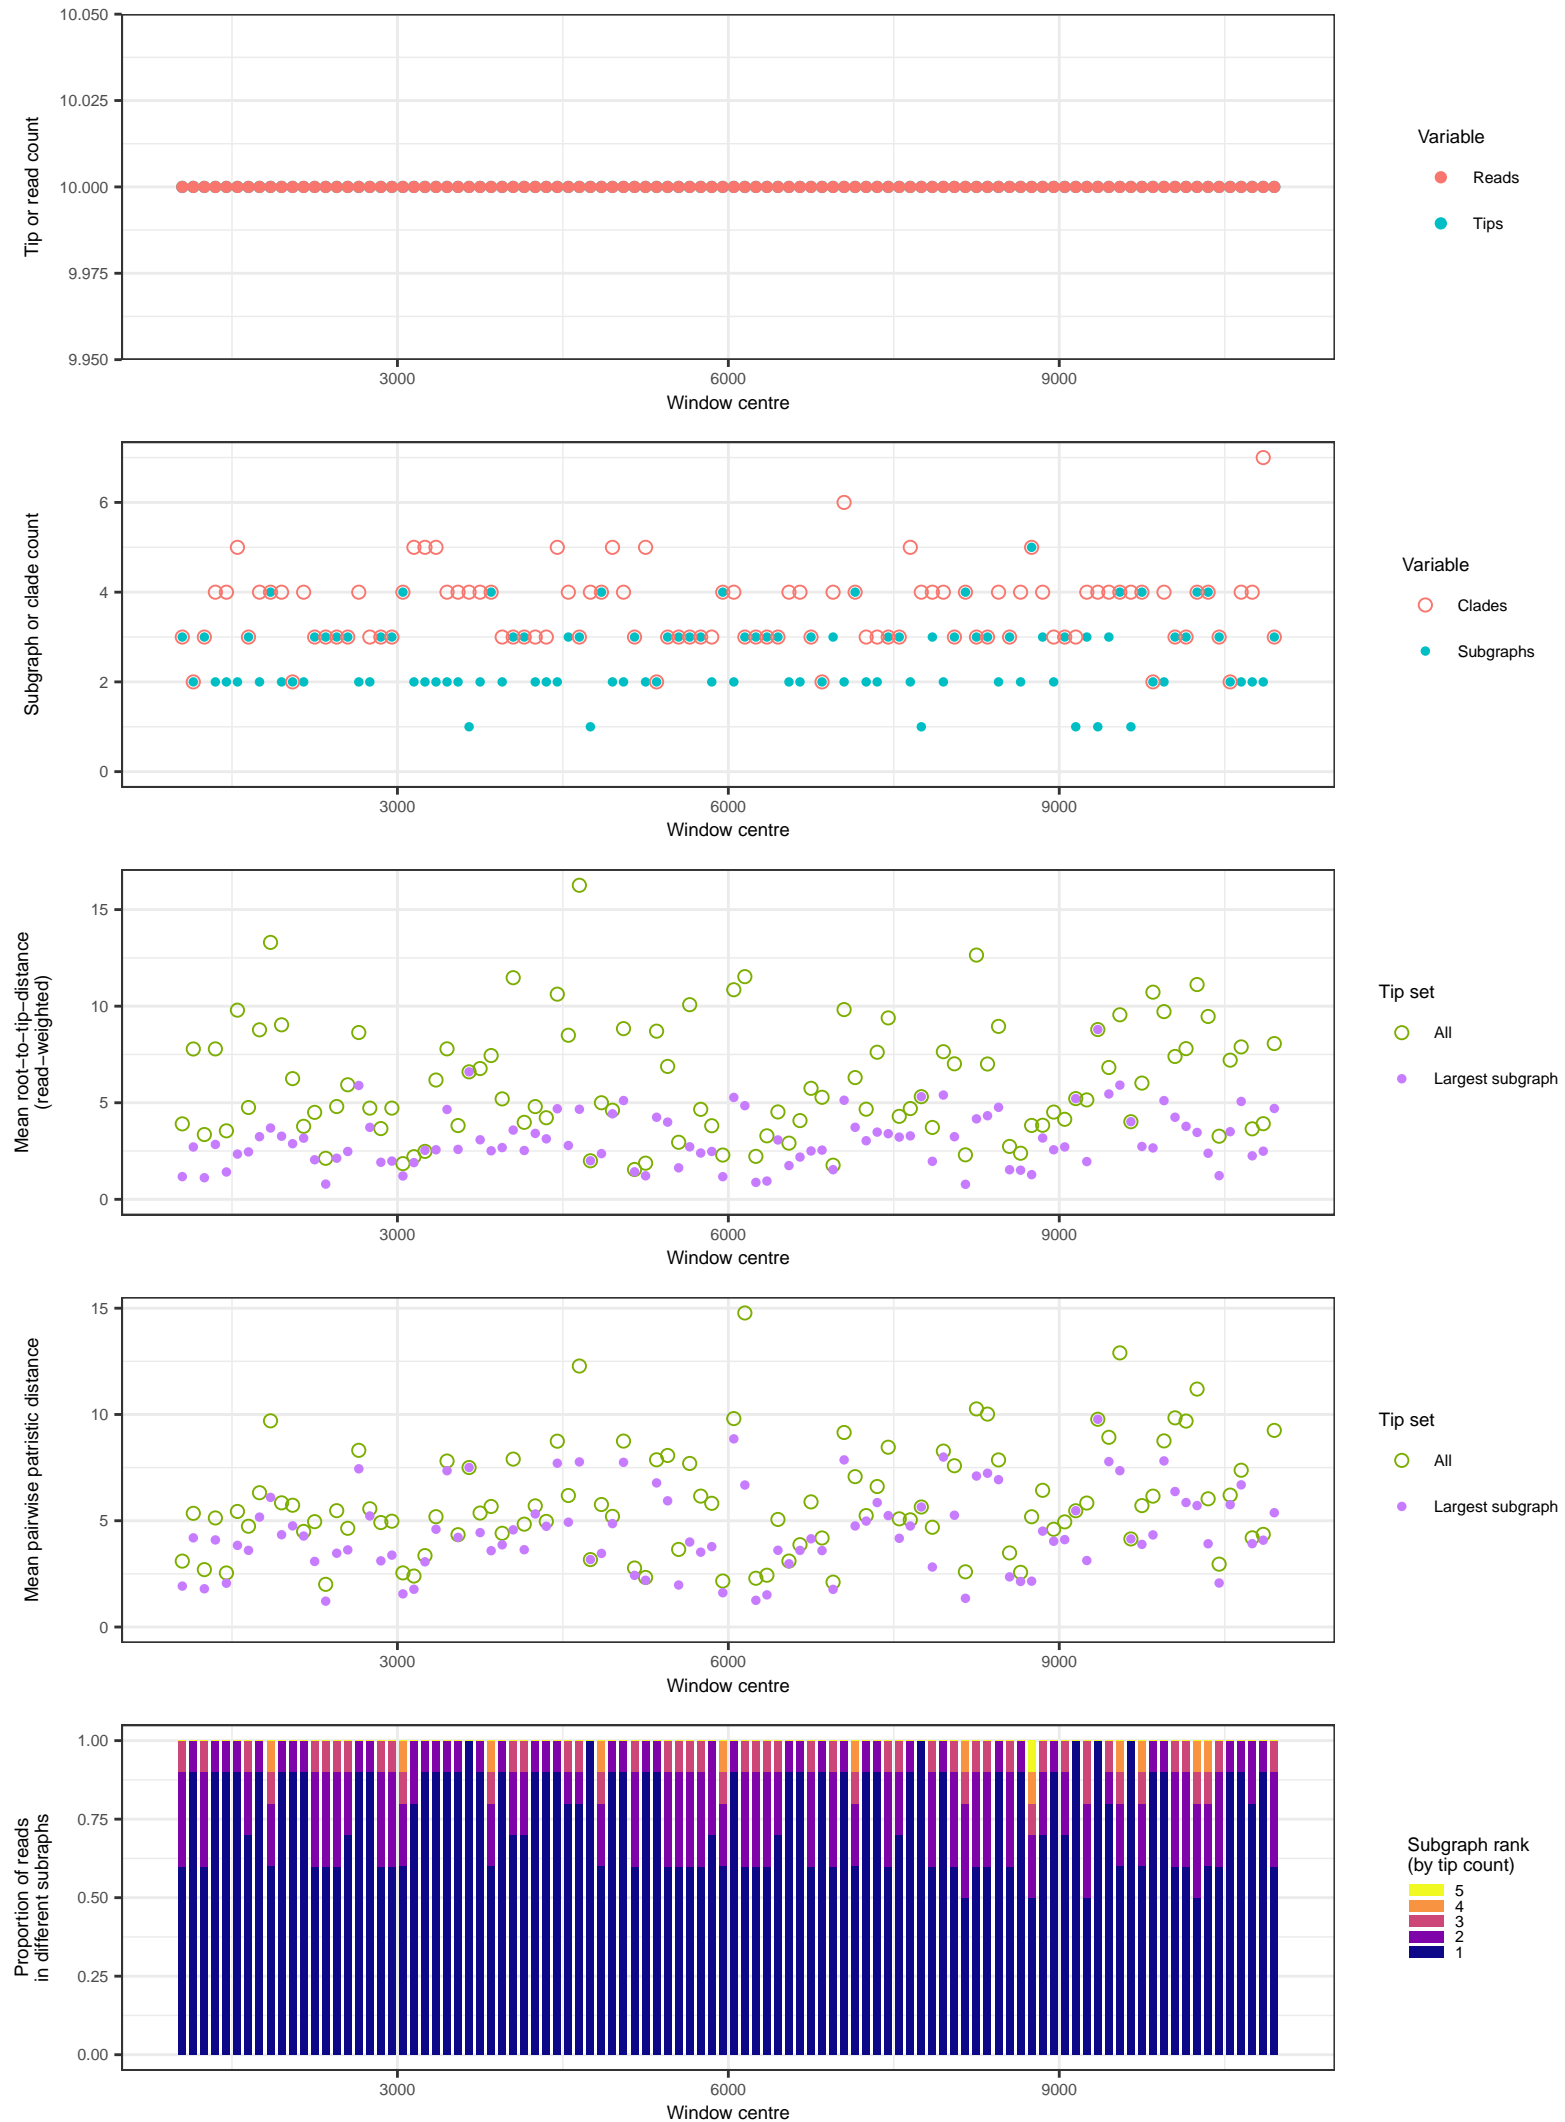 10.050
10.025
10.000
9.975
9.950
Tip or read count
3000
6000
9000
Window centre
Variable
Reads
Tips
6
4
2
0
Subgraph or clade count
3000
6000
9000
Window centre
Variable
Clades
Subgraphs
15
10
5
0
Mean root−to−tip−distance
(read−weighted)
3000
6000
9000
Window centre
Tip set
All
Largest subgraph
15
10
5
0
Mean pairwise patristic distance
3000
6000
9000
Window centre
Tip set
All
Largest subgraph
1.00
0.75
0.50
0.25
0.00
Proportion of reads
in different subraphs
3000
6000
9000
Window centre
Subgraph rank
(by tip count)
5
4
3
2
1